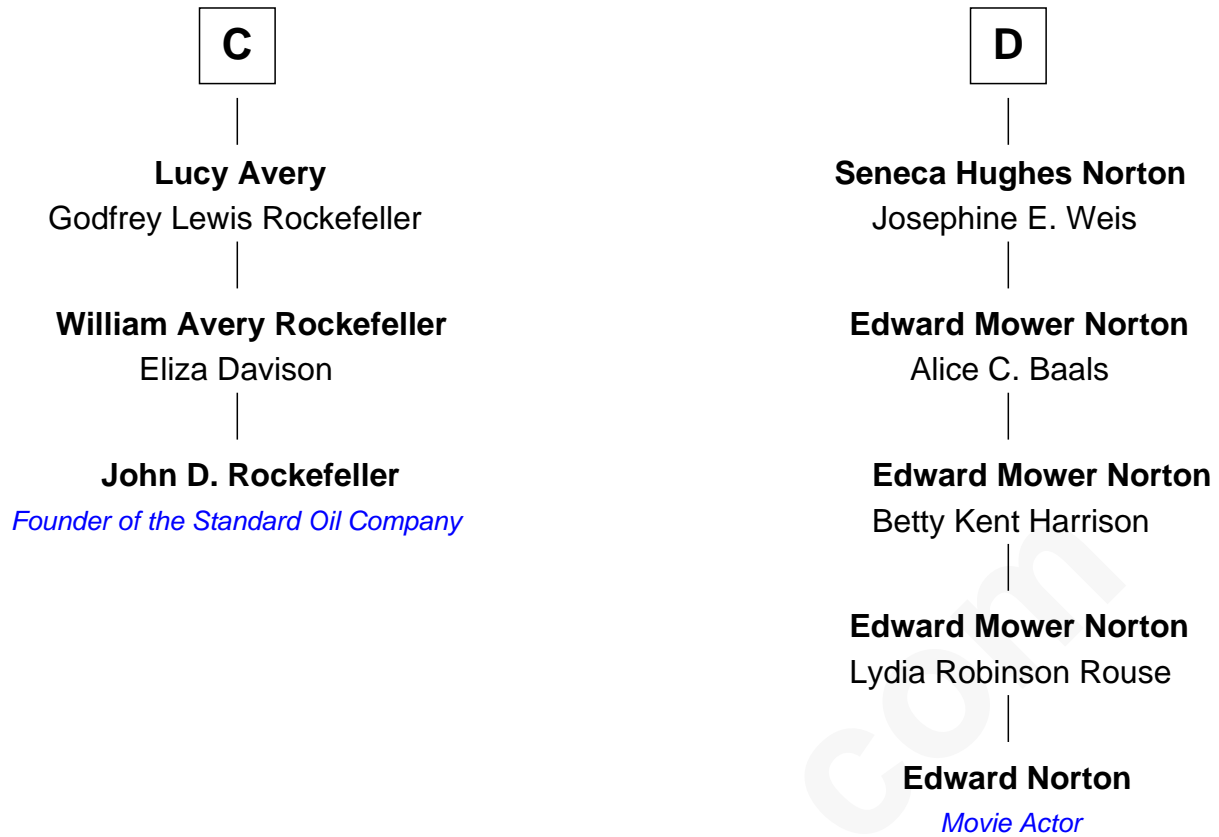 C
Lucy Avery
Godfrey Lewis Rockefeller
William Avery Rockefeller
Eliza Davison
John D. Rockefeller
Founder of the Standard Oil Company
D
Seneca Hughes Norton
Josephine E. Weis
Edward Mower Norton
Alice C. Baals
Edward Mower Norton
Betty Kent Harrison
Edward Mower Norton
Lydia Robinson Rouse
Edward Norton
Movie Actor
com